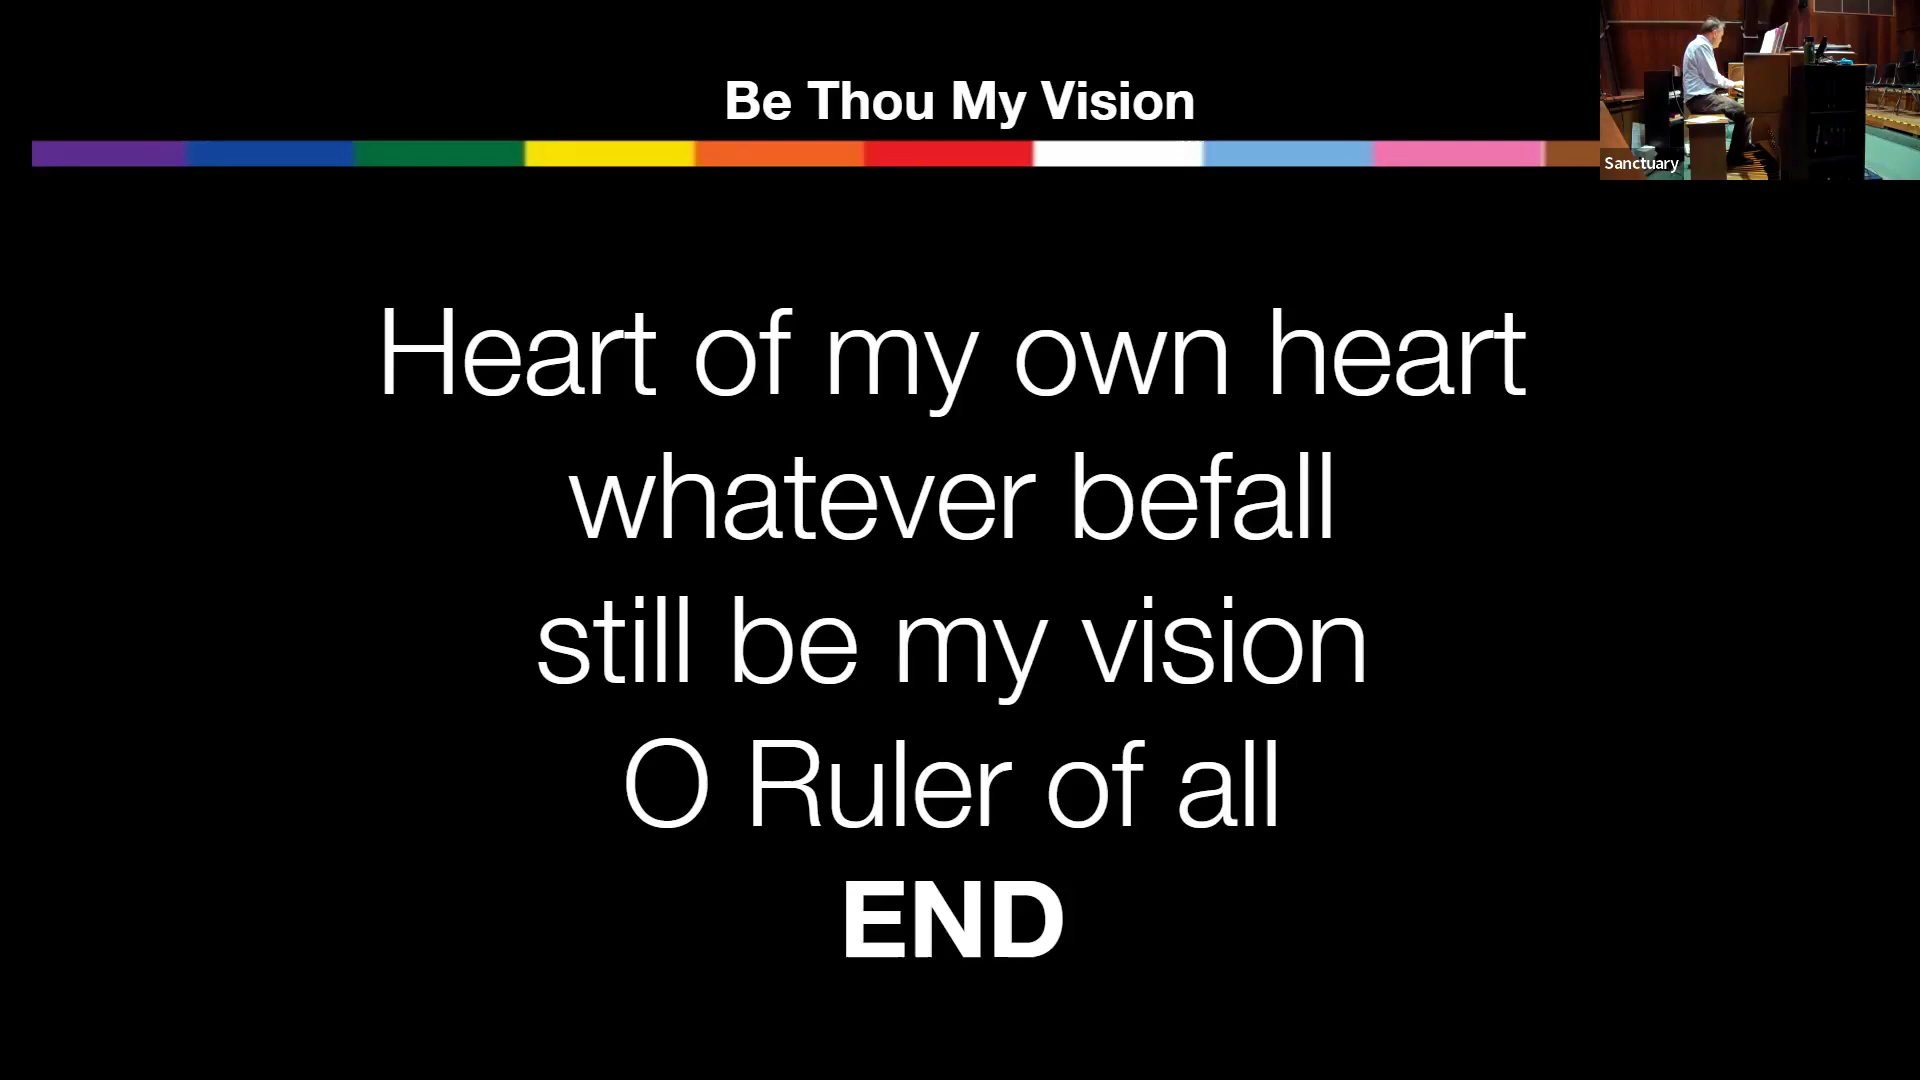 Be Thou My Vision
Sanctuary
Heart of my own heart
whatever befall
still be my vision
O Ruler of all
END